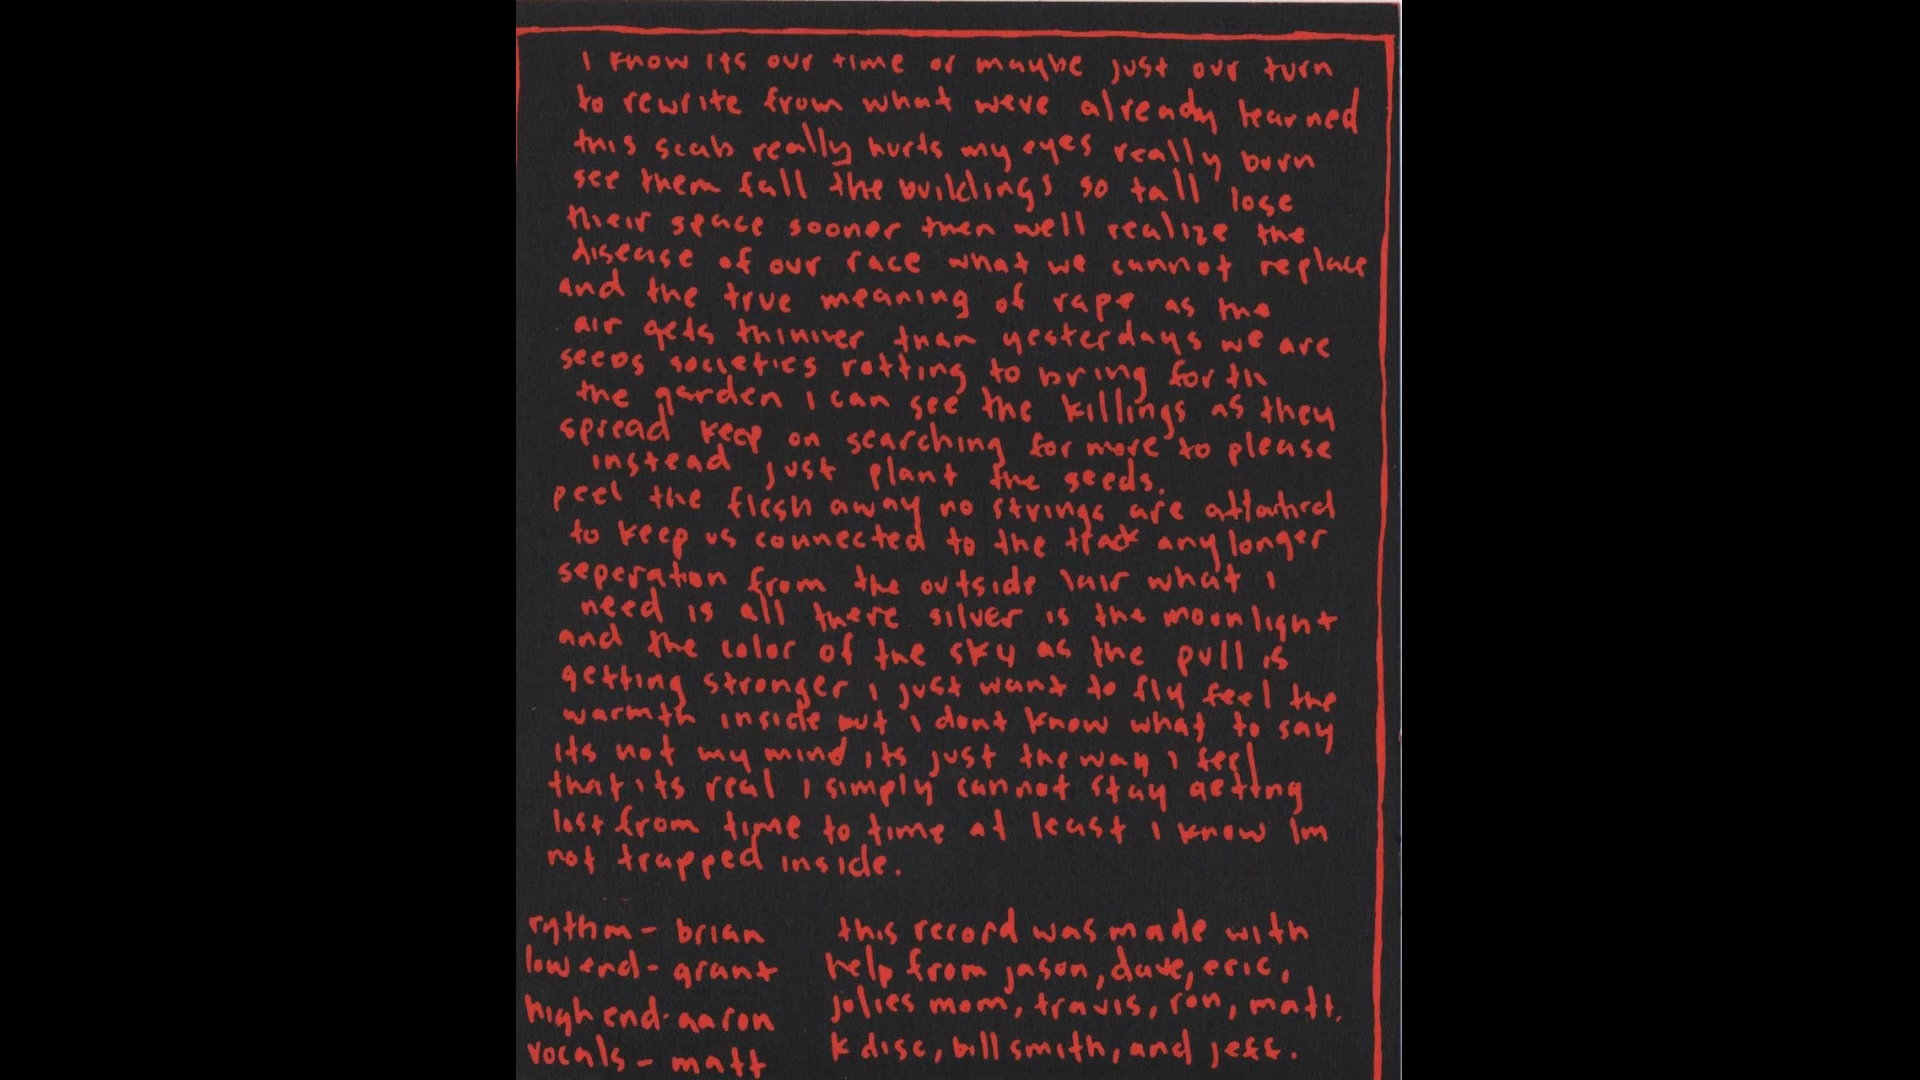 I know its our time or maybe just our turn
to rewrite from what weve already learned
this scab really hurts my eyes really burn
see them fall the buildings so tall lose
their space sooner then well realize the
disease of our race what we cannot replace
and the true meaning of rape as the
air gets thinner than yesterdays we are
seeds societies rotting to bring forth
the garden i can see the killings as they
spread keep on searching for more to please
instead just plant the seeds.
peel the flesh away no strings are attatched
to keep us connected to the track any longer
seperation from the outside lair what i
need is all there silver is the moonlight
and the color of the sky as the pull is
getting stronger i just want to fly feel the
warmth inside but i dont know what to say
its not my mind its just the way i feel
that its real i simply cannot stay getting
lost from time to time at least i know Im
not trapped inside.
rythm - brian
low end - grant
high end - aaron
vocals - matt
this record was made with
help from jason, dave, eric,
jolies mom, travis, ron, matt,
k disc, bill smith, and jeff.